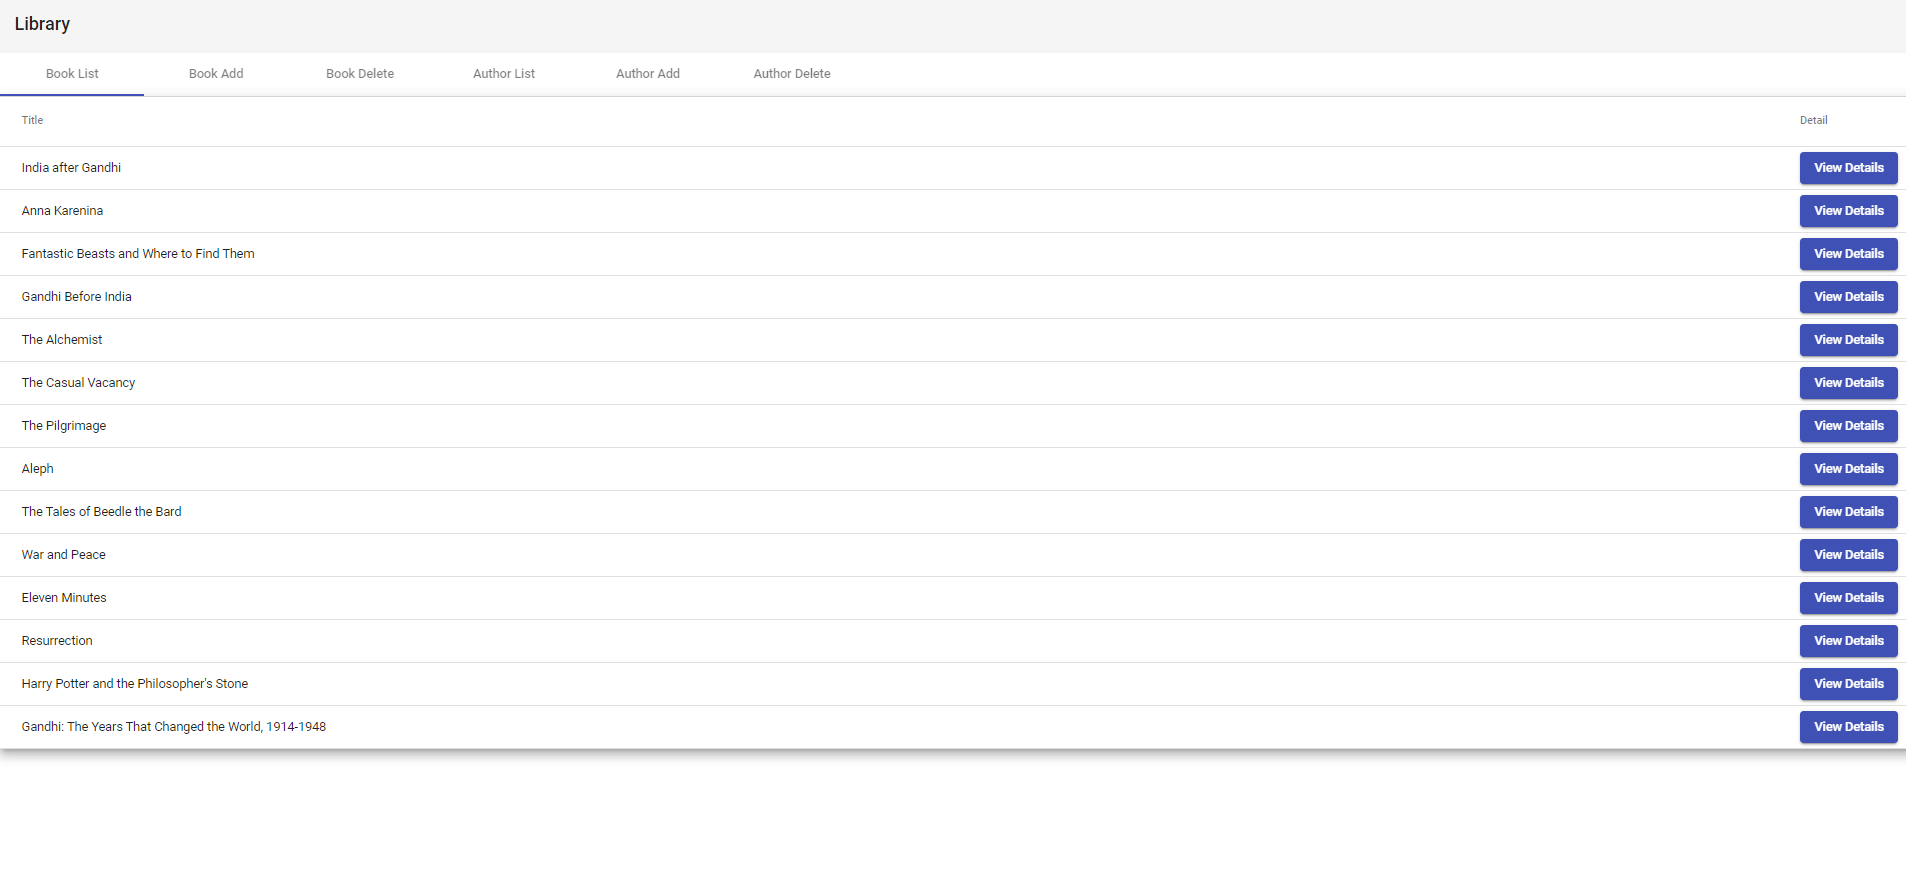 Library
Book List Book Add Book Delete Author List Author Add Author Delete
Title Detail
India after Gandhi View Details
Anna Karenina View Details
Fantastic Beasts and Where to Find Them View Details
Gandhi Before India View Details
The Alchemist View Details
The Casual Vacancy View Details
The Pilgrimage View Details
Aleph View Details
The Tales of Beedle the Bard View Details
War and Peace View Details
Eleven Minutes View Details
Resurrection View Details
Harry Potter and the Philosopher's Stone View Details
Gandhi: The Years That Changed the World, 1914-1948 View Details